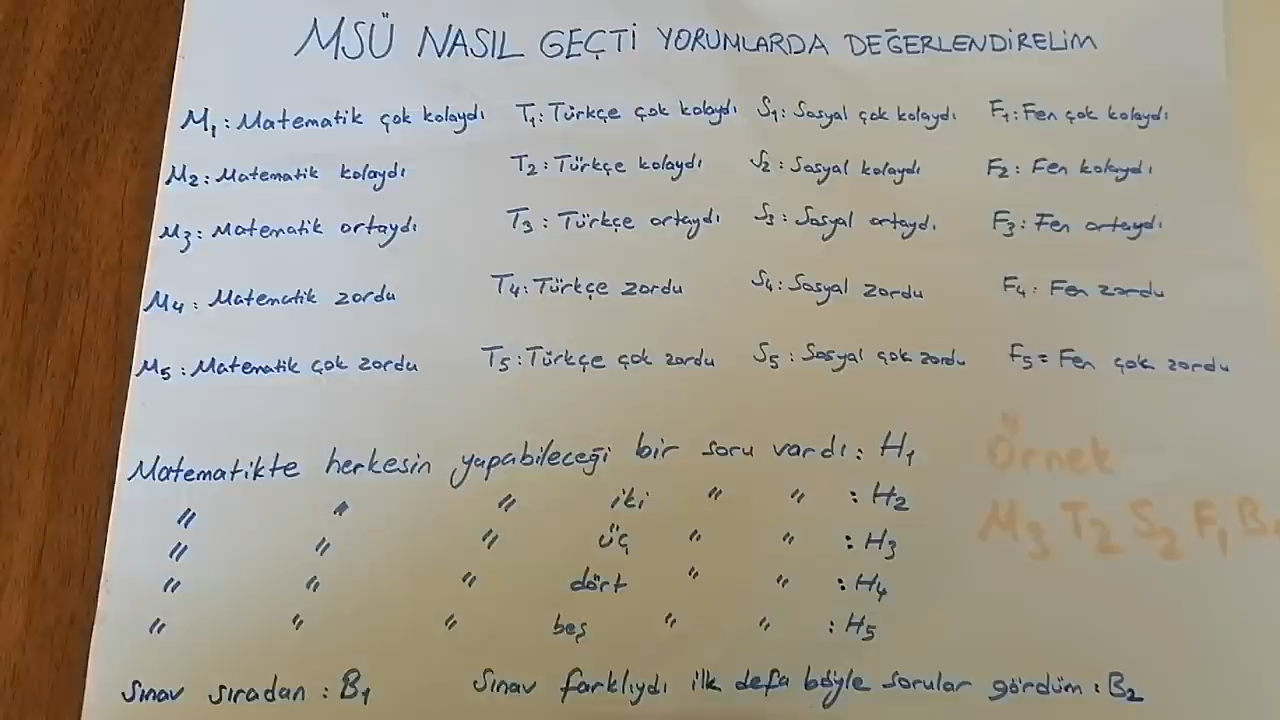 MSÜ NASIL GEÇTİ YORUMLARDA DEĞERLENDİRELİM
M1: Matematik çok kolaydı T1: Türkçe çok kolaydı S1: Sosyal çok kolaydı F1: Fen çok kolaydı
M2: Matematik kolaydı T2: Türkçe kolaydı S2: Sosyal kolaydı F2: Fen kolaydı
M3: Matematik ortaydı T3: Türkçe ortaydı S3: Sosyal ortaydı F3: Fen ortaydı
M4: Matematik zordu T4: Türkçe zordu S4: Sosyal zordu F4: Fen zordu
M5: Matematik çok zordu T5: Türkçe çok zordu S5: Sosyal çok zordu F5= Fen çok zordu
Matematikte herkesin yapabileceği bir soru vardı: H1
" " " iki " " : H2
" " " üç " " : H3
" " " dört " " : H4
" " " beş " " : H5
Örnek
M3 T2 S2 F1 B
Sınav sıradan: B1 Sınav farklıydı ilk defa böyle sorular gördüm: B2